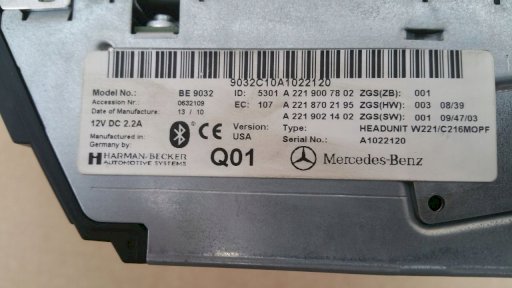 9032C10A1022120
Model No.: BE 9032 ID: 5301 A 221 900 78 02 ZGS(ZB): 001
Accession Nr.: 0632109 EC: 107 A 221 870 21 95 ZGS(HW): 003 08/39
Date of Manufacture: 13 / 10 A 221 902 14 02 ZGS(SW): 001 09/47/03
12V DC 2.2A Version: Type: HEADUNIT W221/C216MOPF
Manufactured in USA Serial No.: A1022120
Germany by:
HARMAN/BECKER
AUTOMOTIVE SYSTEMS
CE
Q01
Mercedes-Benz